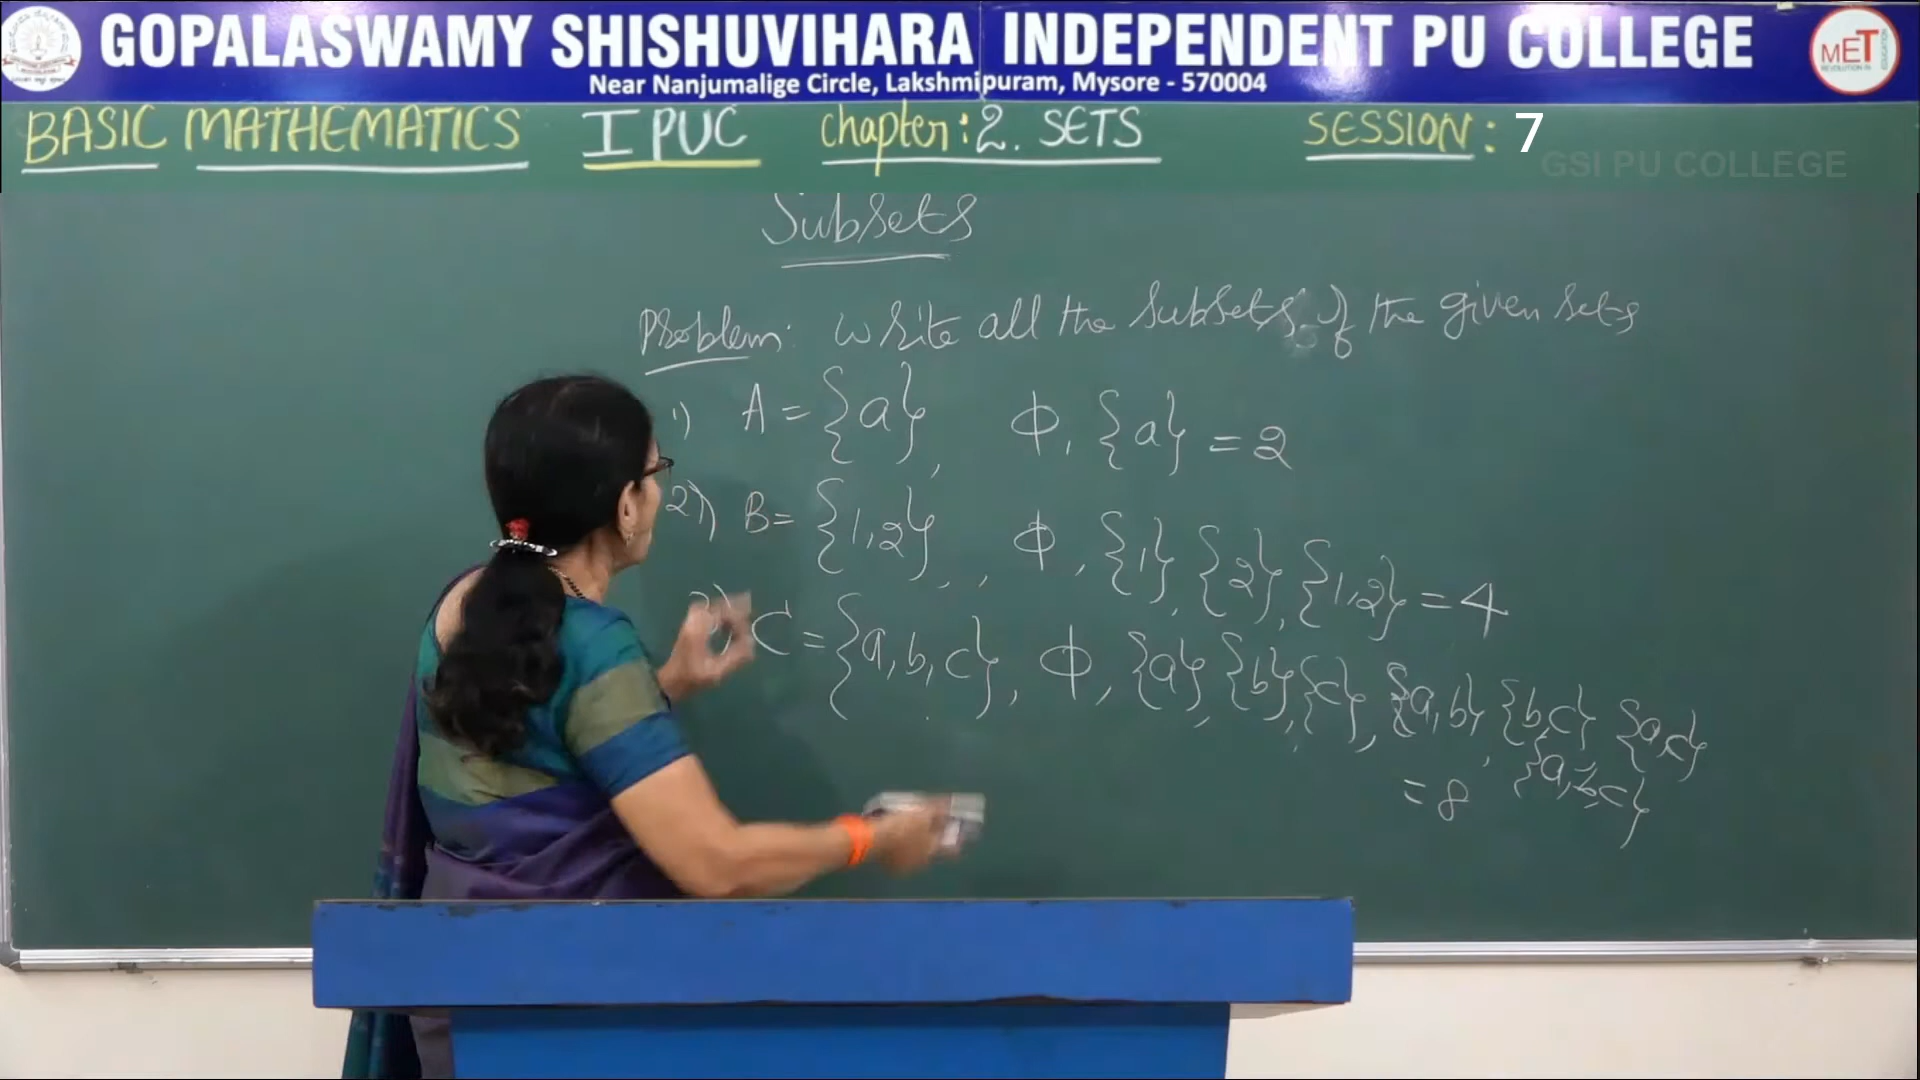 GOPALASWAMY SHISHUVIHARA INDEPENDENT PU COLLEGE
Near Nanjumalige Circle, Lakshmipuram, Mysore - 570004
MET
BASIC MATHEMATICS I PUC Chapter: 2. SETS SESSION: 7
GSI PU COLLEGE
Subsets
Problem: Write all the Subsets of the given sets
1) A = {a}, Φ, {a} = 2
2) B = {1,2}, , Φ, {1}, {2}, {1,2} = 4
3) C = {a, b, c}, Φ, {a}, {b}, {c}, {a, b}, {b,c} {a,c}
= 8 {a, b, c}